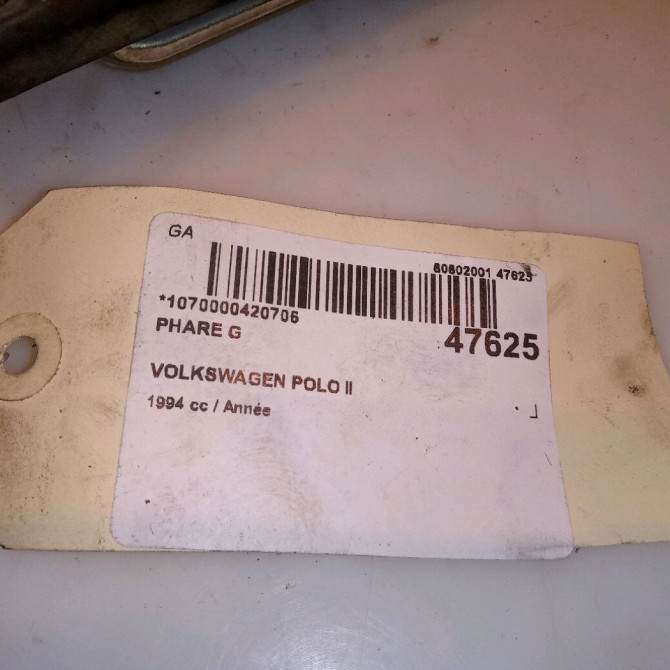 GA
80802001 47625
*1070000420706
47625
PHARE G
VOLKSWAGEN POLO II
1994 cc / Année